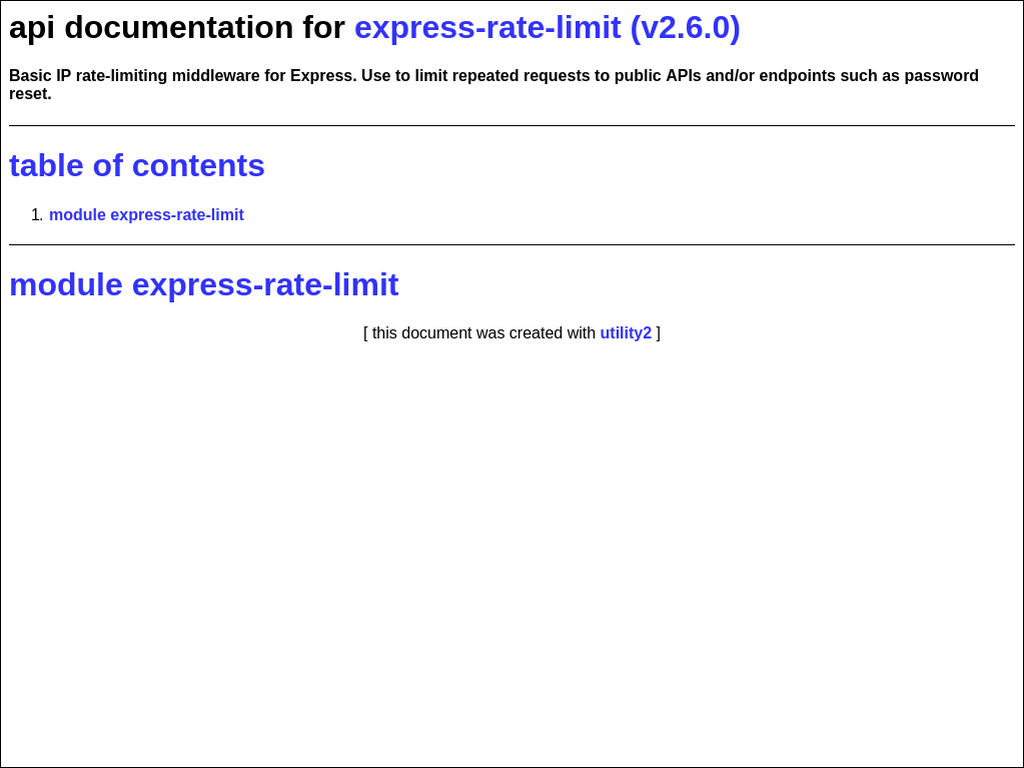 api documentation for express-rate-limit (v2.6.0)
Basic IP rate-limiting middleware for Express. Use to limit repeated requests to public APIs and/or endpoints such as password
reset.
table of contents
1. module express-rate-limit
module express-rate-limit
[ this document was created with utility2 ]